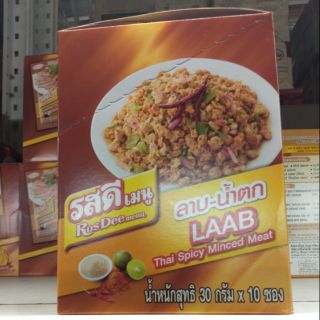 รสดี เมนู
RosDee MENU
ลาบ-น้ำตก
LAAB
Thai Spicy Minced Meat
น้ำหนักสุทธิ 30 กรัม x 10 ซอง